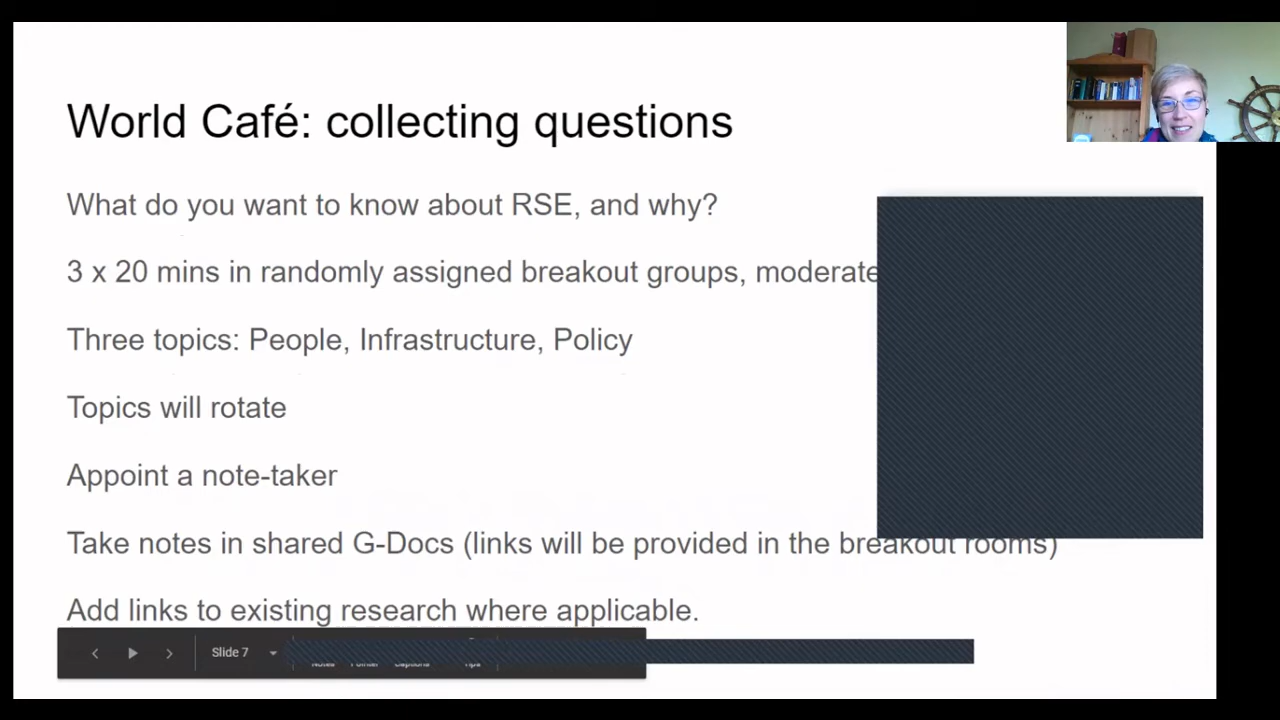 World Café: collecting questions
What do you want to know about RSE, and why?
3 x 20 mins in randomly assigned breakout groups, moderate
Three topics: People, Infrastructure, Policy
Topics will rotate
Appoint a note-taker
Take notes in shared G-Docs (links will be provided in the breakout rooms)
Add links to existing research where applicable.
Slide 7